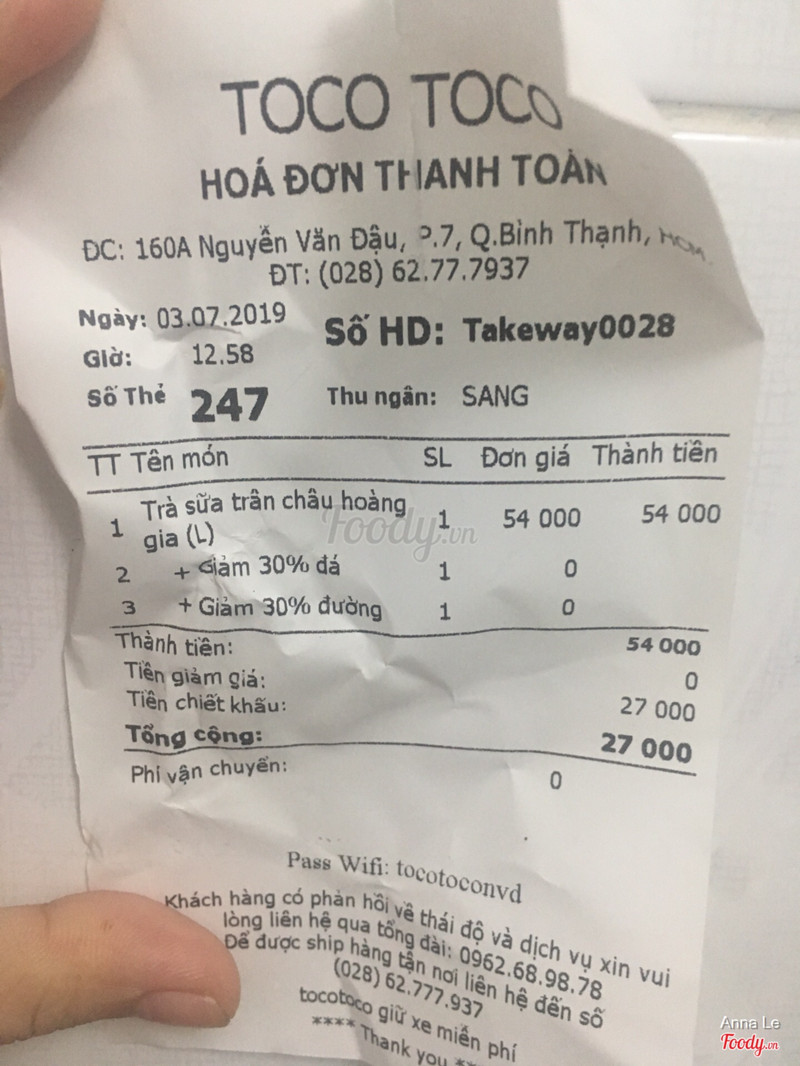 TOCO TOCO
HOÁ ĐƠN THANH TOÁN
ĐC: 160A Nguyễn Văn Đậu, P.7, Q.Bình Thạnh, HCM.
ĐT: (028) 62.77.7937
Ngày: 03.07.2019 Số HD: Takeway0028
Giờ: 12.58
Số Thẻ 247 Thu ngân: SANG
TT Tên món SL Đơn giá Thành tiền
1 Trà sữa trân châu hoàng gia (L) 1 54 000 54 000
2 + Giảm 30% đá 1 0
3 + Giảm 30% đường 1 0
Thành tiền: 54 000
Tiền giảm giá: 0
Tiền chiết khấu: 27 000
Tổng cộng: 27 000
Phí vận chuyển: 0
Pass Wifi: tocotoconvd
Khách hàng có phản hồi về thái độ và dịch vụ xin vui
lòng liên hệ qua tổng đài: 0962.68.98.78
Để được ship hàng tận nơi liên hệ đến số
(028) 62.777.937
tocotoco giữ xe miễn phí
**** Thank you **
Foody.vn
Anna Le
Foody.vn